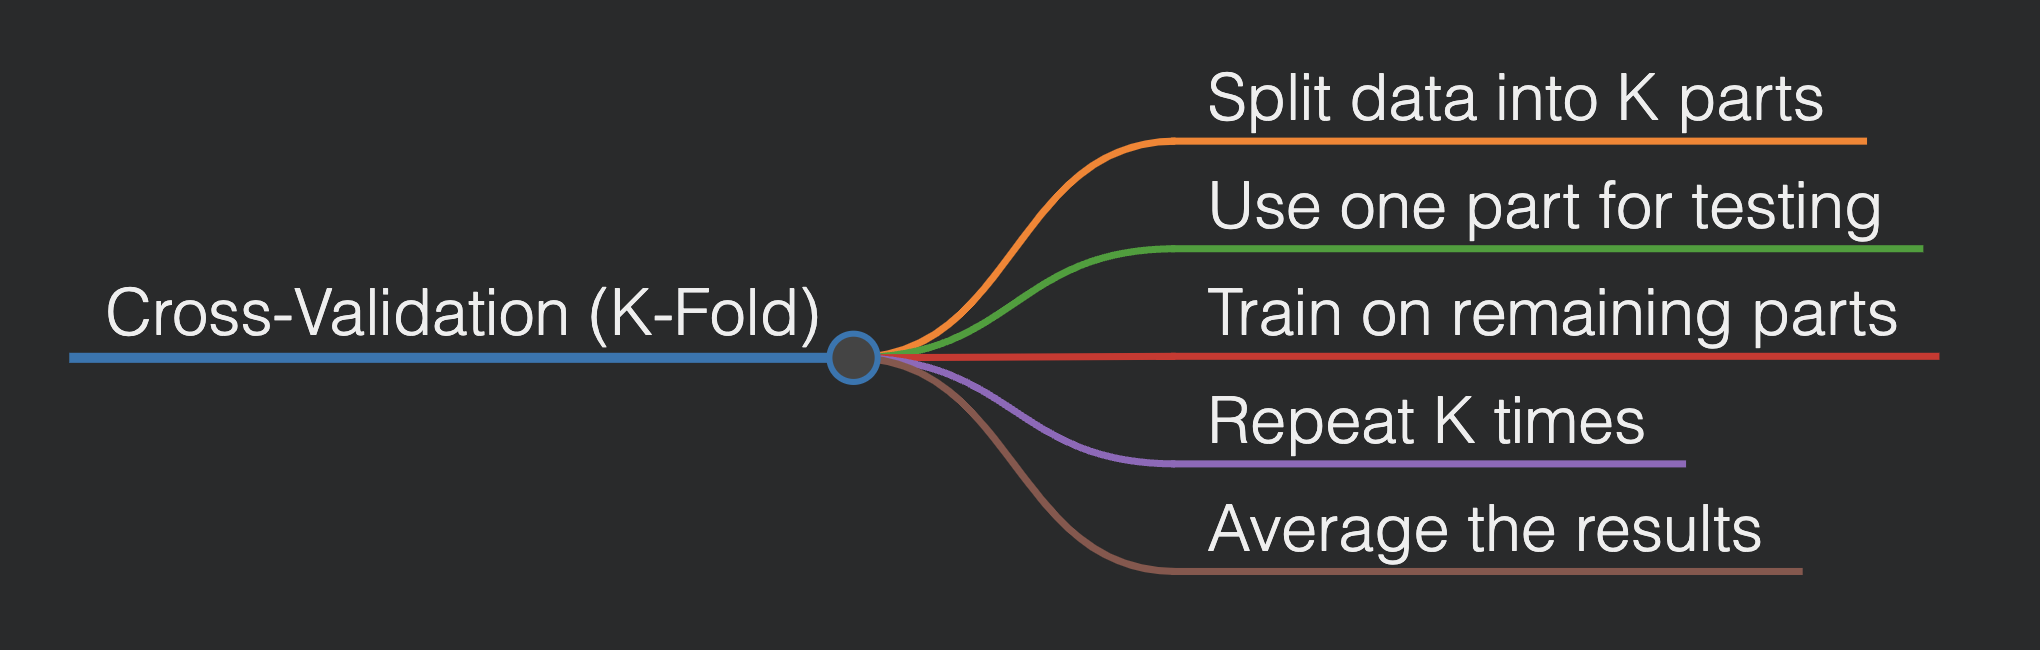 Cross-Validation (K-Fold)
Split data into K parts
Use one part for testing
Train on remaining parts
Repeat K times
Average the results